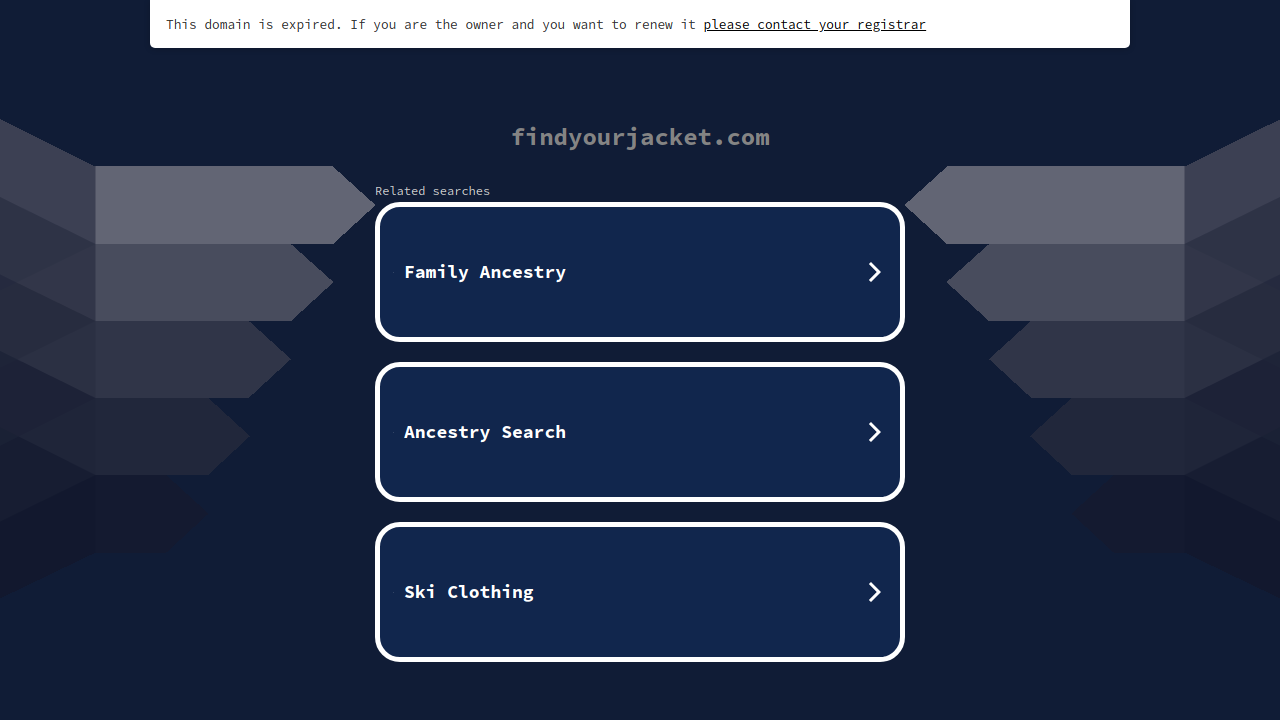 This domain is expired. If you are the owner and you want to renew it please contact your registrar
findyourjacket.com
Related searches
Family Ancestry
Ancestry Search
Ski Clothing